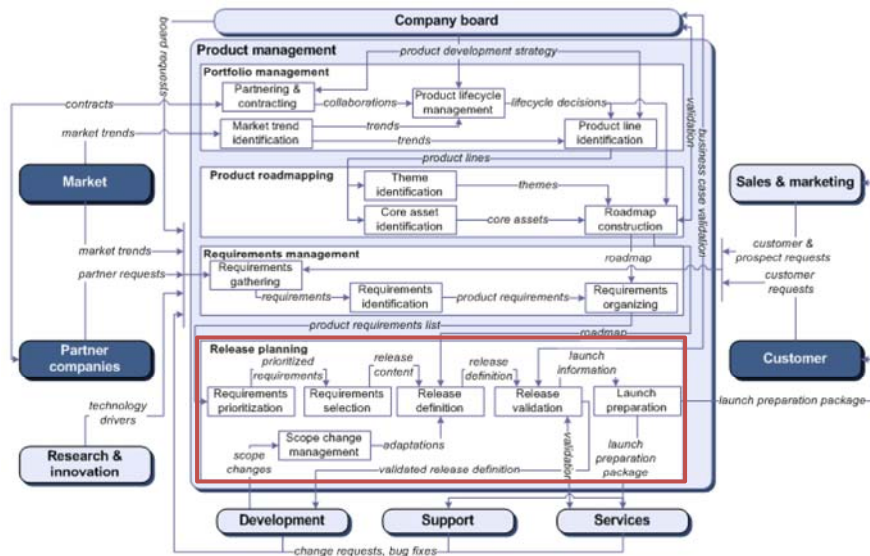 Company board
Product management
board requests
product development strategy
Portfolio management
Partnering &
contracting
contracts
collaborations
Product lifecycle
management
lifecycle decisions
market trends
Market trend
identification
trends
trends
Product line
identification
validation
business case validation
product lines
Market
Product roadmapping
Theme
identification
themes
Sales & marketing
Core asset
identification
core assets
Roadmap
construction
market trends
Requirements management
roadmap
customer &
prospect requests
partner requests
Requirements
gathering
customer
requests
requirements
Requirements
identification
product requirements
Requirements
organizing
product requirements list
roadmap
Partner
companies
Release planning
prioritized
requirements
release
content
release
definition
launch
information
Customer
Requirements
prioritization
Requirements
selection
Release
definition
Release
validation
Launch
preparation
launch preparation package
technology
drivers
Scope change
management
adaptations
scope
changes
validated release definition
validation
launch
preparation
package
Research &
innovation
Development
Support
Services
change requests, bug fixes